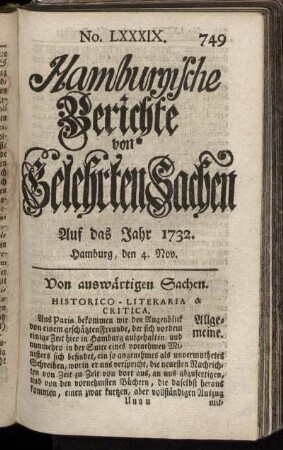 No. LXXXIX. 749
Hamburgische
Berichte
von
Gelehrten Sachen
Auf das Jahr 1732.
Hamburg, den 4. Nov.
Von auswärtigen Sachen.
HISTORICO - LITERARIA &
CRITICA.
Aus Paris bekommen wir den Augenblick Allge-
von einem geschäzten Freunde, der sich vordem meine.
einige Zeit hier in Hamburg aufgehalten und
nunmehro in der Suite eines vornehmen Mi-
nisters sich befindet, ein so angenehmes als unvermuthetes
Schreiben, worin er uns verspricht, die neuesten Nachrich-
ten von Zeit zu Zeit von dort aus, an uns abzufertigen,
und von den vornehmsten Büchern, die daselbst heraus
kommen, einen zwar kurtzen, aber vollständigen Auszug
Uuuu mit-